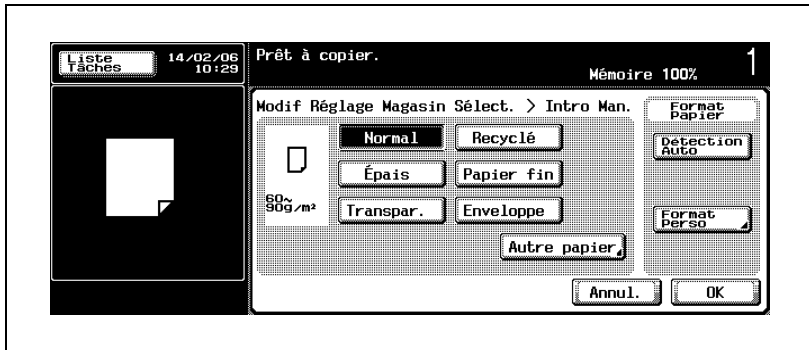 Liste
Tâches
14/02/06
10:29
Prêt à copier.
Mémoire 100%
1
Modif Réglage Magasin Sélect. > Intro Man.
Format
Papier
Normal
Recyclé
Détection
Auto
Épais
Papier fin
60~
90g/m²
Transpar.
Enveloppe
Format
Perso
Autre papier
Annul.
OK